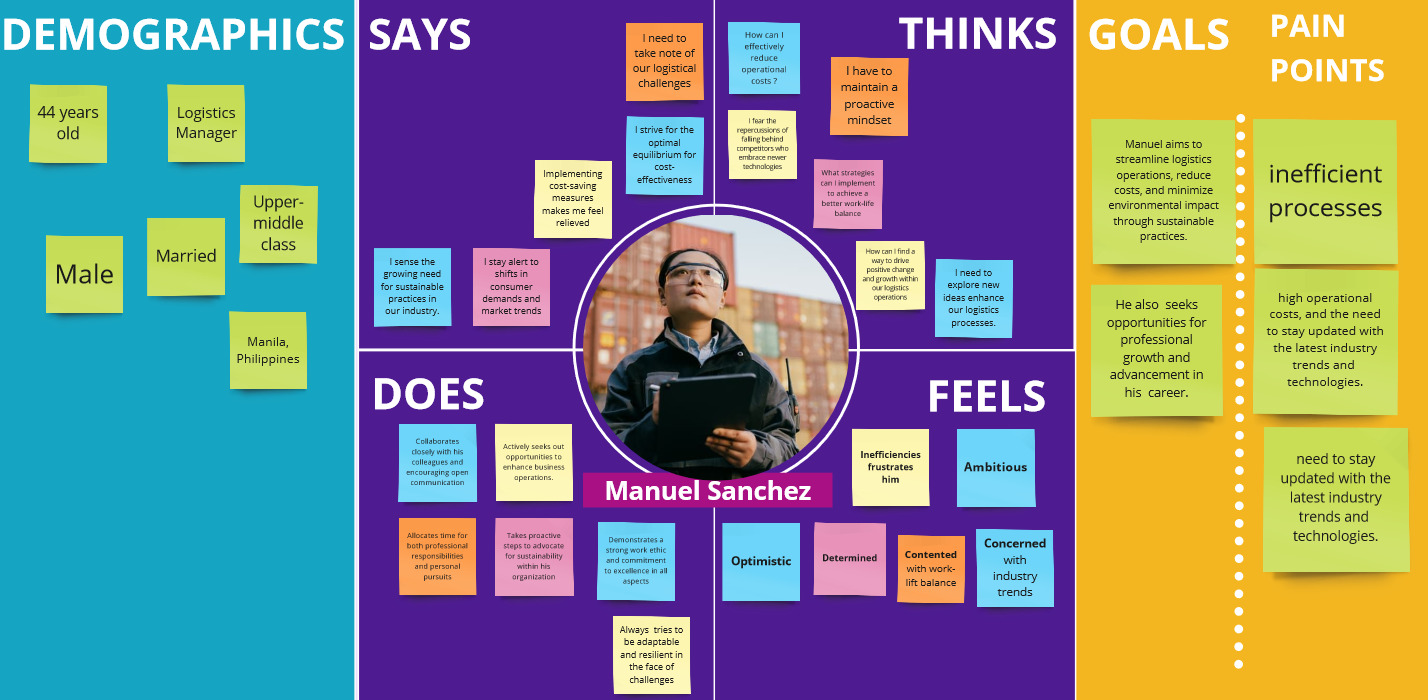 DEMOGRAPHICS
44 years
old
Logistics
Manager
Upper-
middle
class
Married
Male
Manila,
Philippines
SAYS
I need to
take note of
our logistical
challenges
I strive for the
optimal
equilibrium for
cost-
effectiveness
Implementing
cost-saving
measures
makes me feel
relieved
I sense the
growing need
for sustainable
practices in
our industry.
I stay alert to
shifts in
consumer
demands and
market trends
THINKS
How can I
effectively
reduce
operational
costs ?
I have to
maintain a
proactive
mindset
I fear the
repercussions of
falling behind
competitors who
embrace newer
technologies
What strategies
can I implement
to achieve a
better work-life
balance
How can I find a
way to drive
positive change
and growth within
our logistics
operations
I need to
explore new
ideas enhance
our logistics
processes.
DOES
Collaborates
closely with his
colleagues and
encouraging open
communication
Actively seeks out
opportunities to
enhance business
operations.
Allocates time for
both professional
responsibilities
and personal
pursuits
Takes proactive
steps to advocate
for sustainability
within his
organization
Demonstrates a
strong work ethic
and commitment
to excellence in all
aspects
Always tries to
be adaptable
and resilient in
the face of
challenges
Manuel Sanchez
FEELS
Inefficiencies
frustrates
him
Ambitious
Optimistic
Determined
Contented
with work-
lift balance
Concerned
with
industry
trends
GOALS
Manuel aims to
streamline logistics
operations, reduce
costs, and minimize
environmental impact
through sustainable
practices.
He also seeks
opportunities for
professional
growth and
advancement in
his career.
PAIN
POINTS
inefficient
processes
high operational
costs, and the need
to stay updated with
the latest industry
trends and
technologies.
need to stay
updated with the
latest industry
trends and
technologies.